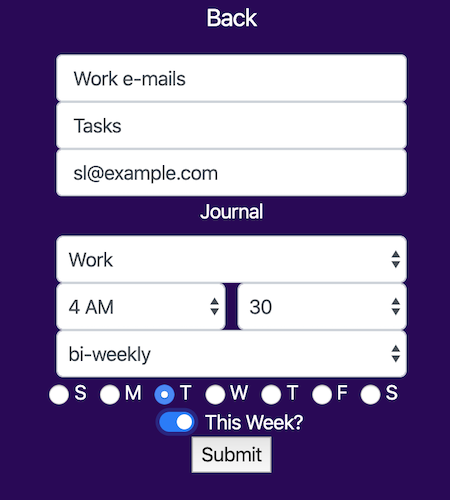 Back
Work e-mails
Tasks
sl@example.com
Journal
Work
4 AM 30
bi-weekly
S M T W T F S
This Week?
Submit